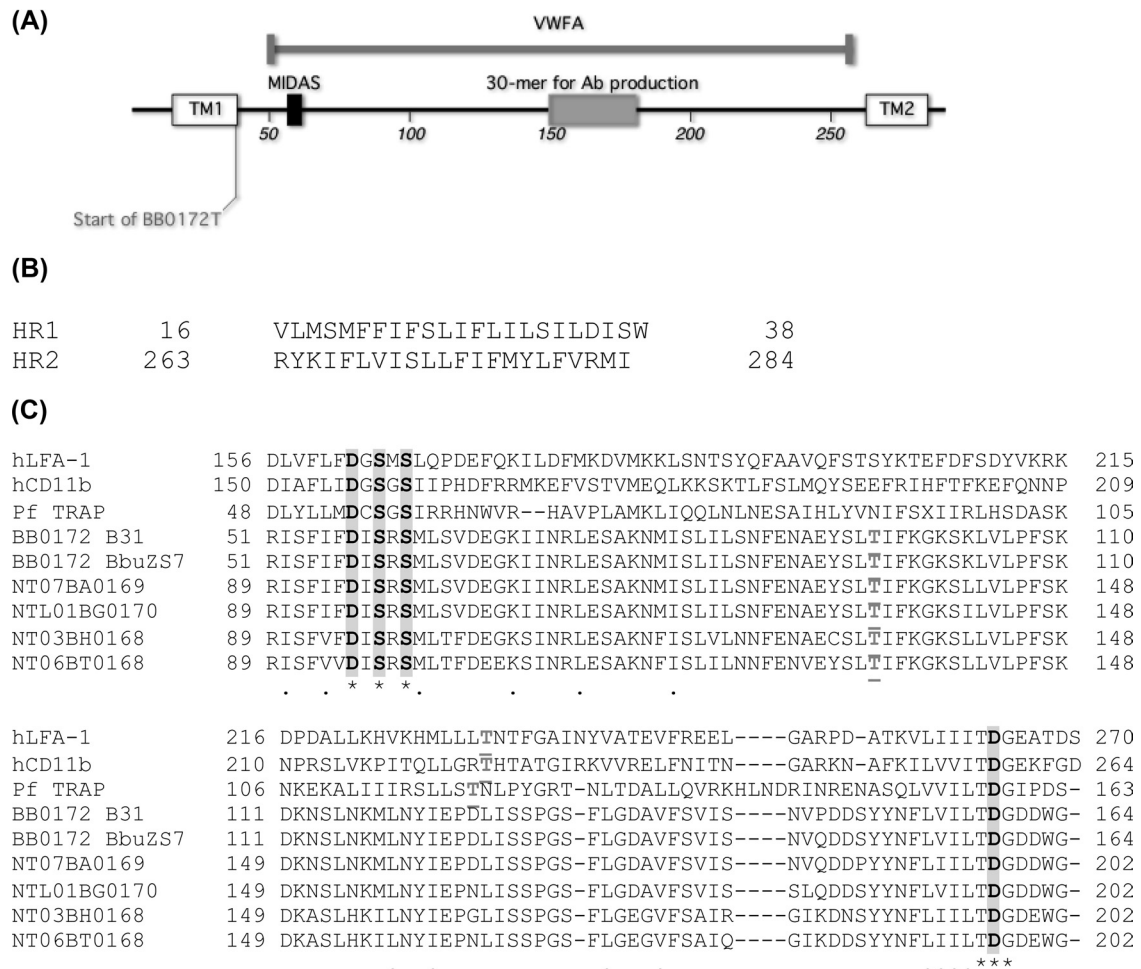 (A)
VWFA
MIDAS 30-mer for Ab production
TM1 TM2
50 100 150 200 250
Start of BB0172T
(B)
HR1 16 VLMSMFFIFSLIFLILSILDISW 38
HR2 263 RYKIFLVISLLFIFMYLFVRMI 284
(C)
hLFA-1 156 DLVFLFDGSMSLQPDEFQKILDFMKDVMKKLSNTSYQFAAVQFSTSYKTEFDFSDYVKRK 215
hCD11b 150 DIAFLIDGSGSIIPHDFRRMKEFVSTVMEQLKKSKTLFSLMQYSEEFRIHFTFKEFQNNP 209
Pf TRAP 48 DLYLLMDCSGSIRRHNWVR--HAVPLAMKLIQQLNLNESAIHLYVNIFSXIIRLHSDASK 105
BB0172 B31 51 RISFIFDISRSMLSVDEGKIINRLESAKNMISLILSNFENAEYSLTIFKGKSKLVLPFSK 110
BB0172 BbuZS7 51 RISFIFDISRSMLSVDEGKIINRLESAKNMISLILSNFENAEYSLTIFKGKSKLVLPFSK 110
NT07BA0169 89 RISFIFDISRSMLSVDEGKIINRLESAKNMISLILSNFENAEYSLTIFKGKSLLVLPFSK 148
NTL01BG0170 89 RISFIFDISRSMLSVDEGKIINRLESAKNMISLILSNFENAEYSLTIFKGKSLLVLPFSK 148
NT03BH0168 89 RISFVFDISRSMLTFDEGKSINRLESAKNFISLVLNNFENAECSLTIFKGKSLLVLPFSK 148
NT06BT0168 89 RISFVVDISRSMLTFDEEKSINRLESAKNFISLILNNFENVEYSLTIFKGKSLLVLPFSK 148
. . * * * . . . .
hLFA-1 216 DPDALLKHVKHMLLLTNTFGAINYVATEVFREEL----GARPD-ATKVLIIITDGEATDS 270
hCD11b 210 NPRSLVKPITQLLGRTHTATGIRKVVRELFNITN----GARKN-AFKILVVITDGEKFGD 264
Pf TRAP 106 NKEKALIIIRSLLSTNLPYGRT-NLTDALLQVRKHLNDRINRENASQLVVILTDGIPDS- 163
BB0172 B31 111 DKNSLNKMLNYIEPDLISSPGS-FLGDAVFSVIS----NVPDDSYYNFLVILTDGDDWG- 164
BB0172 BbuZS7 111 DKNSLNKMLNYIEPDLISSPGS-FLGDAVFSVIS----NVQDDSYYNFLVILTDGDDWG- 164
NT07BA0169 149 DKNSLNKMLNYIEPDLISSPGS-FLGDAVFSVIS----NVQDDPYYNFLVILTDGDDWG- 202
NTL01BG0170 149 DKNSLNKMLNYIEPNLISSPGS-FLGDAVFSVIS----SLQDDSYYNFLVILTDGDDWG- 202
NT03BH0168 149 DKASLHKILNYIEPGLISSPGS-FLGEGVFSAIR----GIKDNSYYNFLIILTDGDEWG- 202
NT06BT0168 149 DKASLHKILNYIEPNLISSPGS-FLGEGVFSAIQ----GIKDDSYYNFLIILTDGDEWG- 202
***